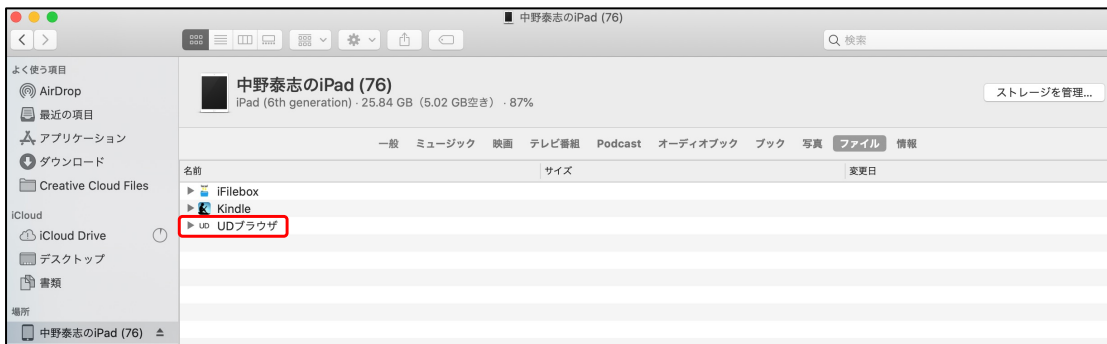 中野泰志のiPad (76)
検索
よく使う項目
AirDrop
最近の項目
アプリケーション
ダウンロード
Creative Cloud Files
iCloud
iCloud Drive
デスクトップ
書類
場所
中野泰志のiPad (76)
中野泰志のiPad (76)
iPad (6th generation) · 25.84 GB（5.02 GB空き） · 87%
ストレージを管理...
一般 ミュージック 映画 テレビ番組 Podcast オーディオブック ブック 写真 ファイル 情報
名前 サイズ 変更日
iFilebox
Kindle
UD UDブラウザ